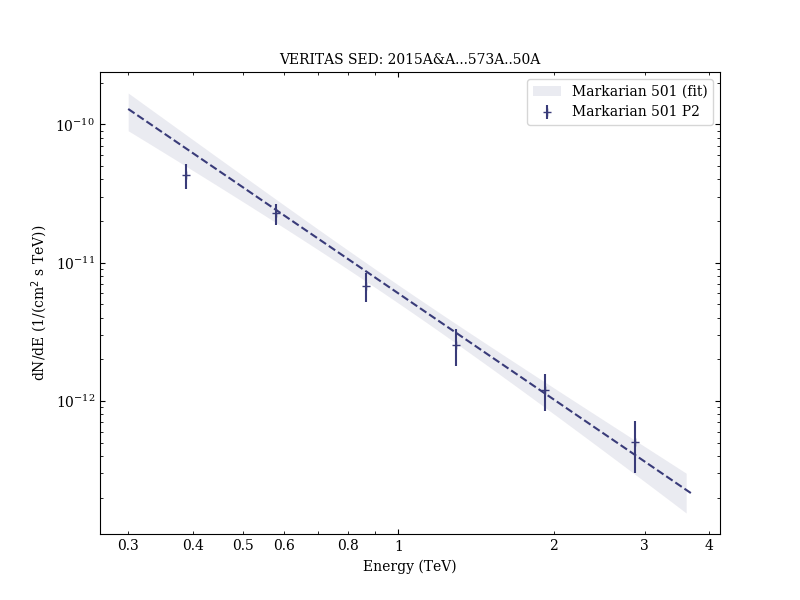 VERITAS SED: 2015A&A...573A..50A
Markarian 501 (fit)
Markarian 501 P2
dN/dE (1/(cm² s TeV))
10⁻¹⁰
10⁻¹¹
10⁻¹²
0.3 0.4 0.5 0.6 0.8 1 2 3 4
Energy (TeV)